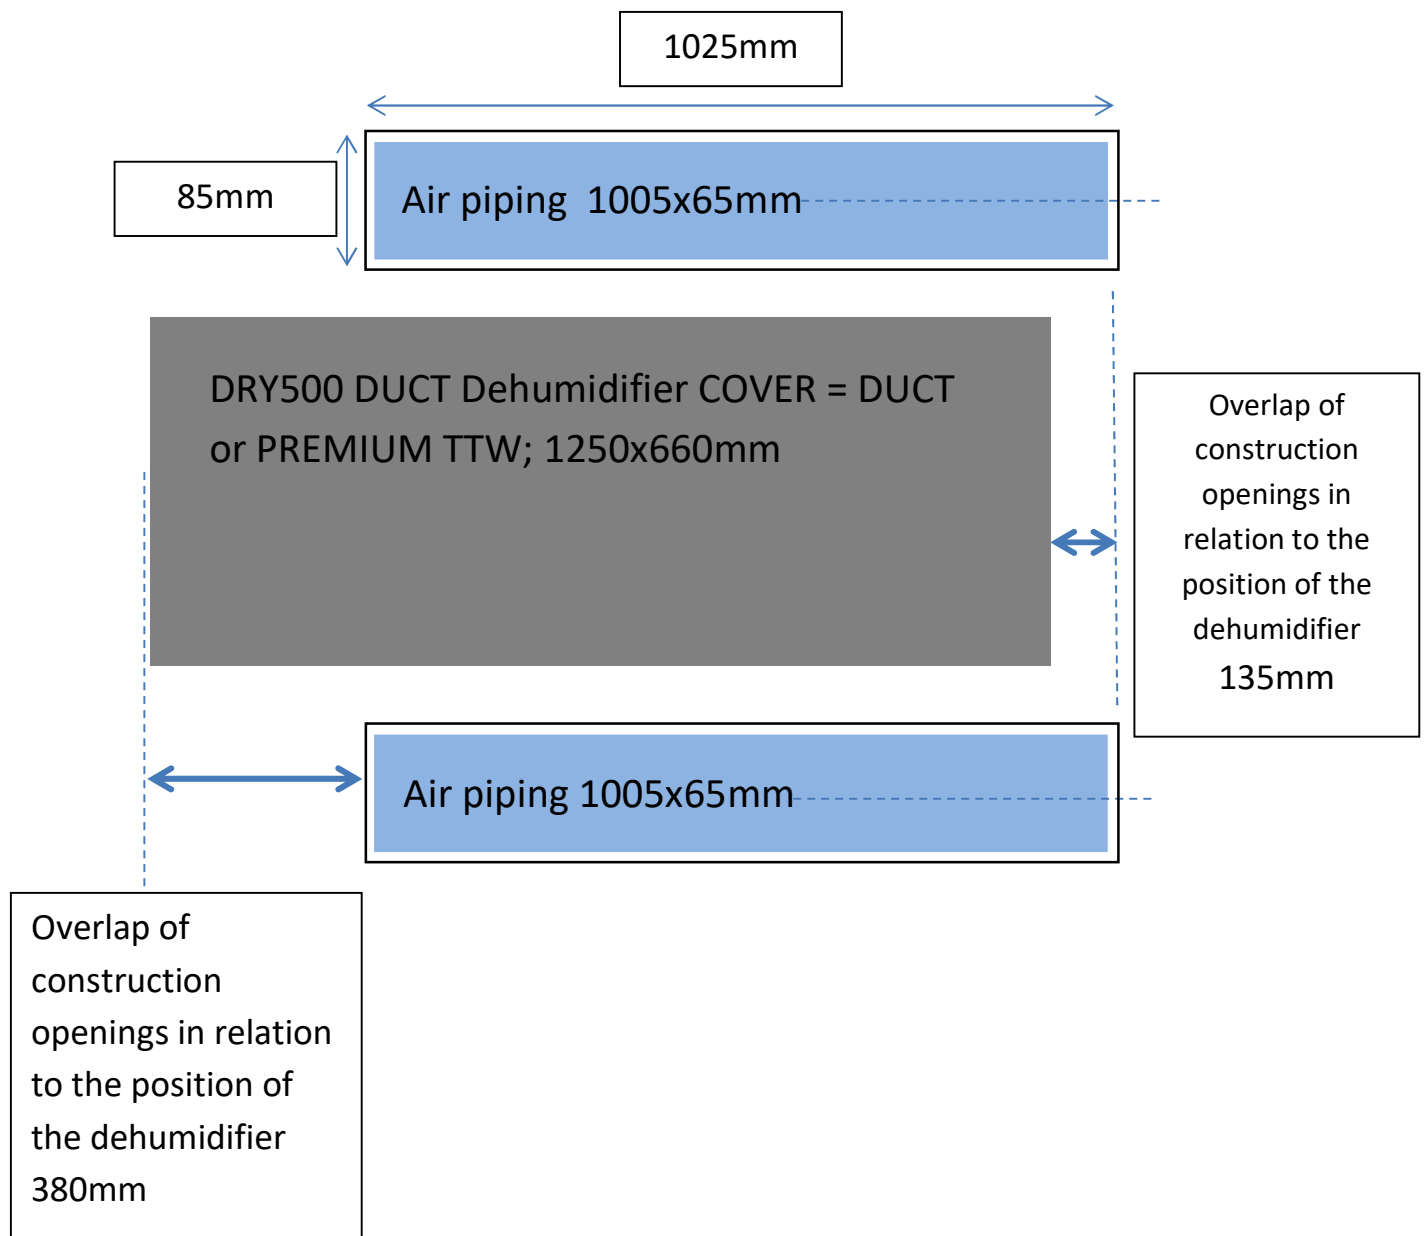 1025mm
85mm
Air piping  1005x65mm
DRY500 DUCT Dehumidifier COVER = DUCT
or PREMIUM TTW; 1250x660mm
Overlap of
construction
openings in
relation to the
position of the
dehumidifier
135mm
Air piping 1005x65mm
Overlap of
construction
openings in relation
to the position of
the dehumidifier
380mm